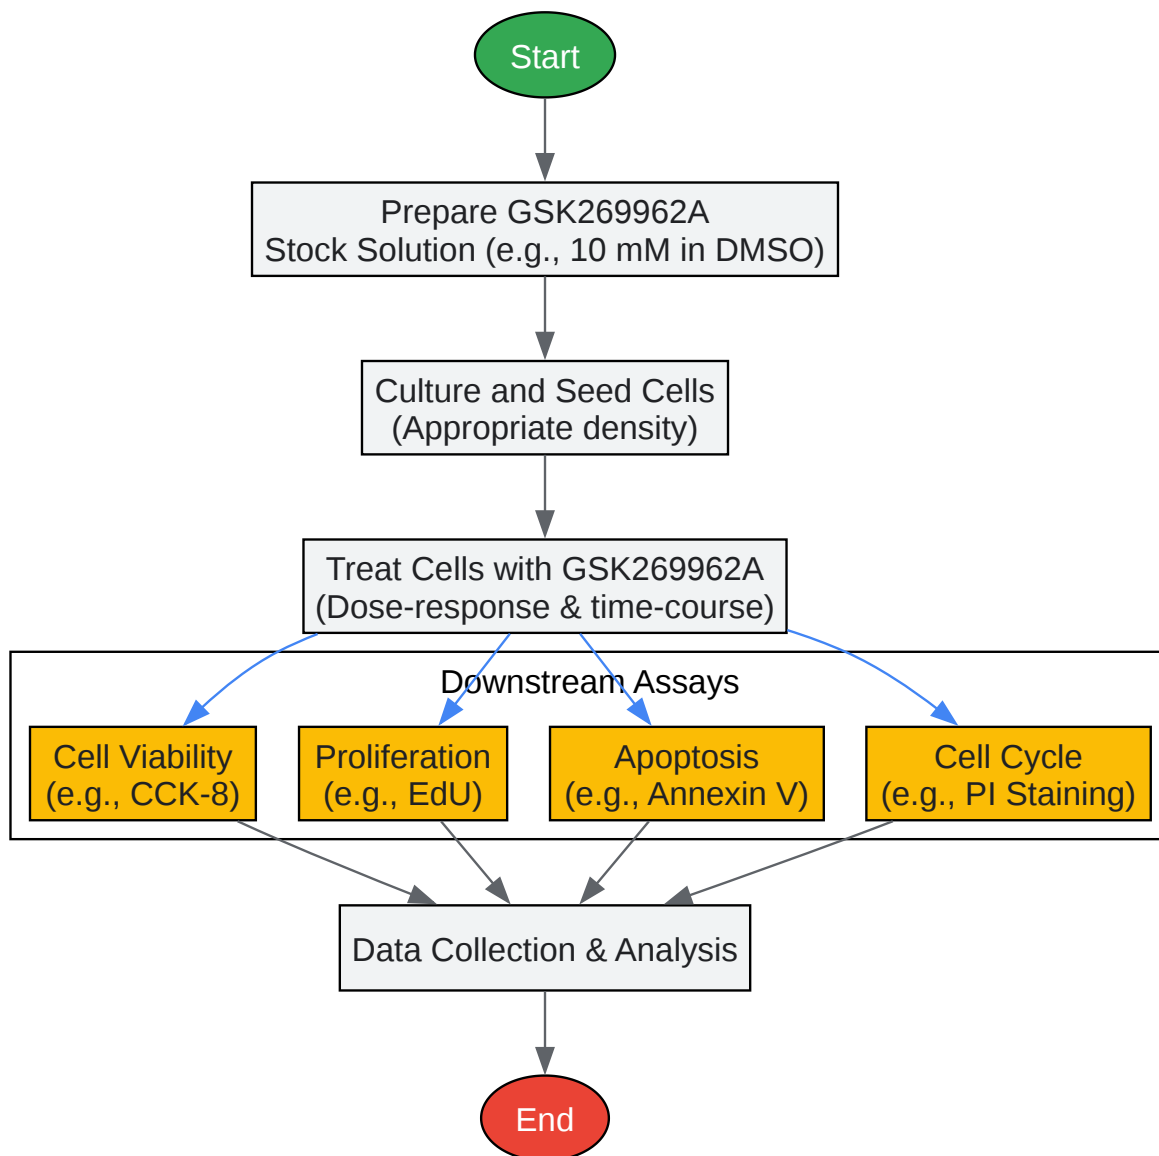 Start
Prepare GSK269962A
Stock Solution (e.g., 10 mM in DMSO)
Culture and Seed Cells
(Appropriate density)
Treat Cells with GSK269962A
(Dose-response & time-course)
Downstream Assays
Cell Viability
(e.g., CCK-8)
Proliferation
(e.g., EdU)
Apoptosis
(e.g., Annexin V)
Cell Cycle
(e.g., PI Staining)
Data Collection & Analysis
End